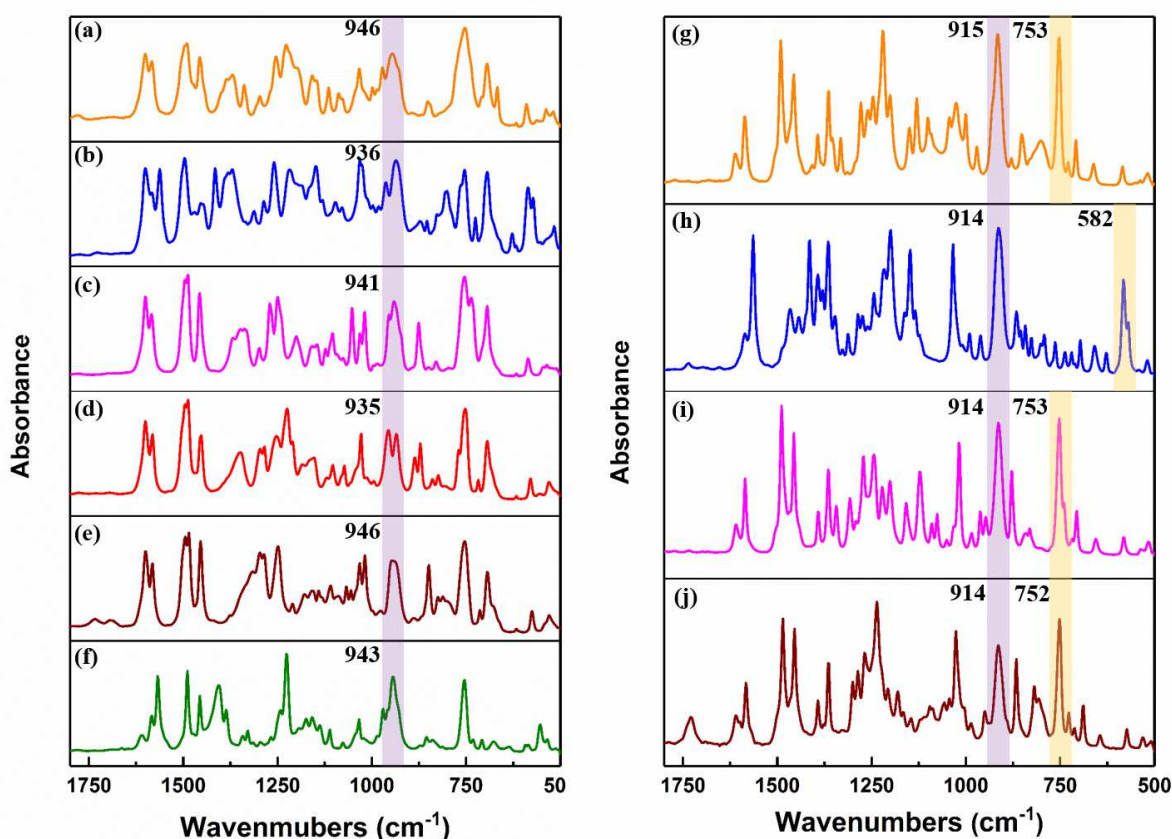 (a) 946
(b) 936
(c) 941
(d) 935
(e) 946
(f) 943
Absorbance
1750 1500 1250 1000 750 50
Wavenmubers (cm⁻¹)
(g) 915 753
(h) 914 582
(i) 914 753
(j) 914 752
Absorbance
1750 1500 1250 1000 750 500
Wavenumbers (cm⁻¹)